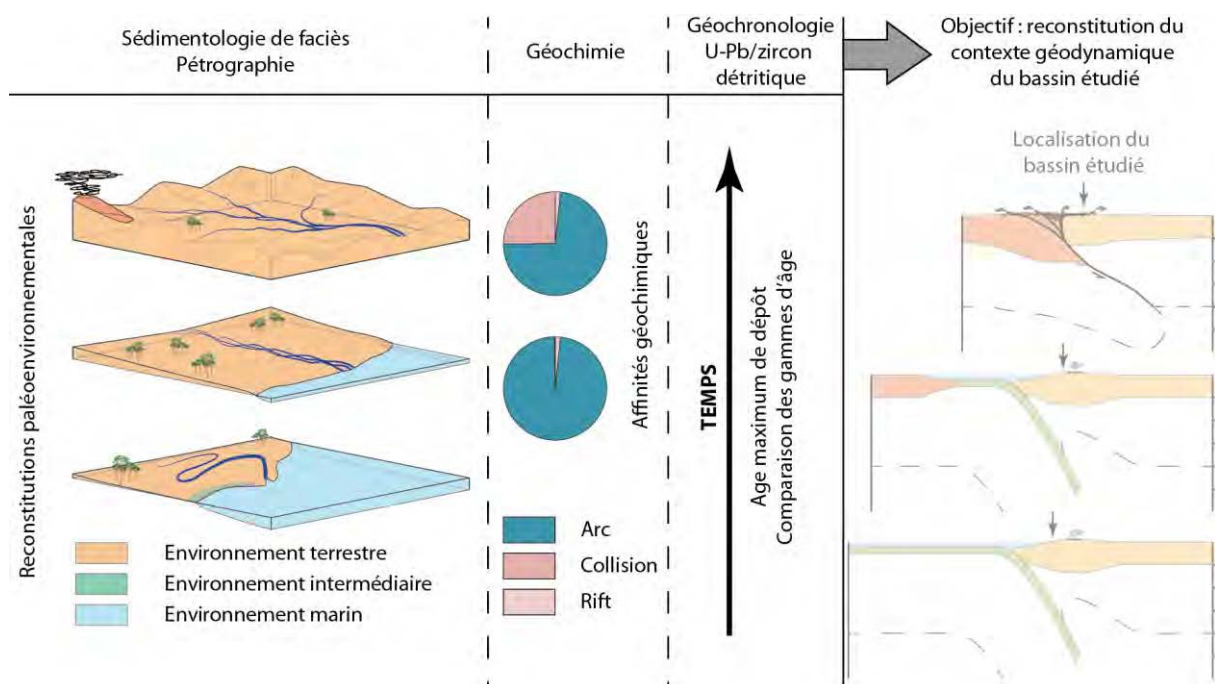 Sédimentologie de faciès
Pétrographie
Géochimie
Géochronologie
U-Pb/zircon
détritique
Objectif : reconstitution du
contexte géodynamique
du bassin étudié
Reconstitutions paléoenvironnementales
Affinités géochimiques
TEMPS
Age maximum de dépôt
Comparaison des gammes d'âge
Localisation du
bassin étudié
Environnement terrestre
Environnement intermédiaire
Environnement marin
Arc
Collision
Rift